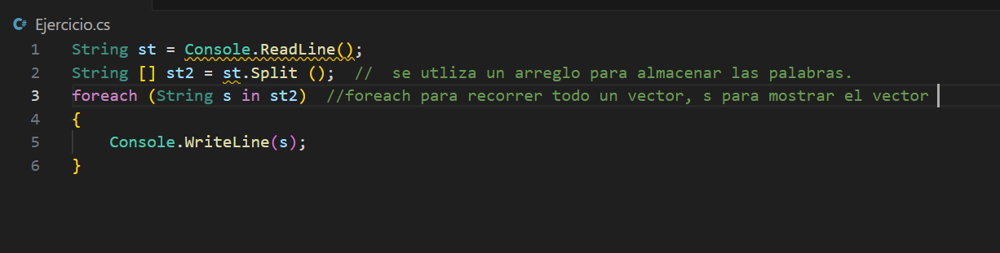 C# Ejercicio.cs
1 String st = Console.ReadLine();
2 String [] st2 = st.Split (); // se utliza un arreglo para almacenar las palabras.
3 foreach (String s in st2) //foreach para recorrer todo un vector, s para mostrar el vector
4 {
5 Console.WriteLine(s);
6 }